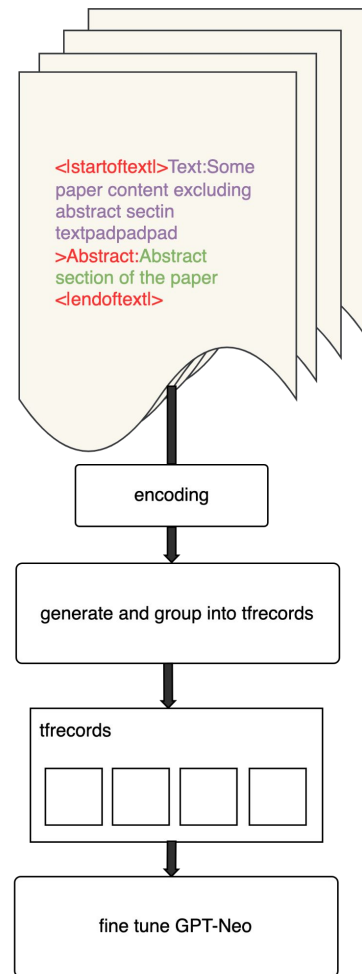 <|startoftext|>Text:Some
paper content excluding
abstract sectin
textpadpadpad
>Abstract:Abstract
section of the paper
<|endoftext|>
encoding
generate and group into tfrecords
tfrecords
fine tune GPT-Neo